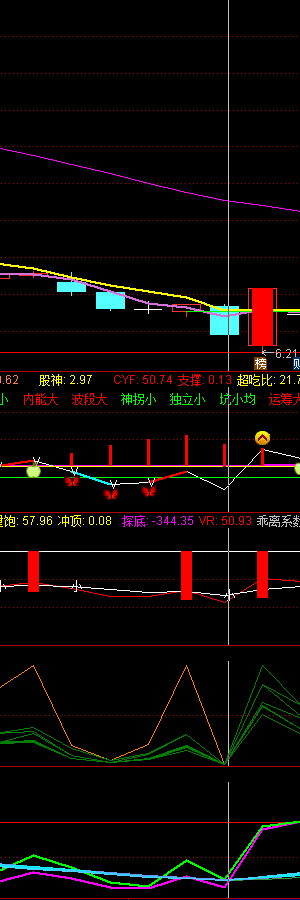 榜 财
6.21
0.62 股神: 2.97 CYF: 50.74 支撑: 0.13 超吃比: 21.7
小 内能大 波段大 神拐小 独立小 坑小均 运筹大
量饱: 57.96 冲顶: 0.08 探底: -344.35 VR: 50.93 乖离系数